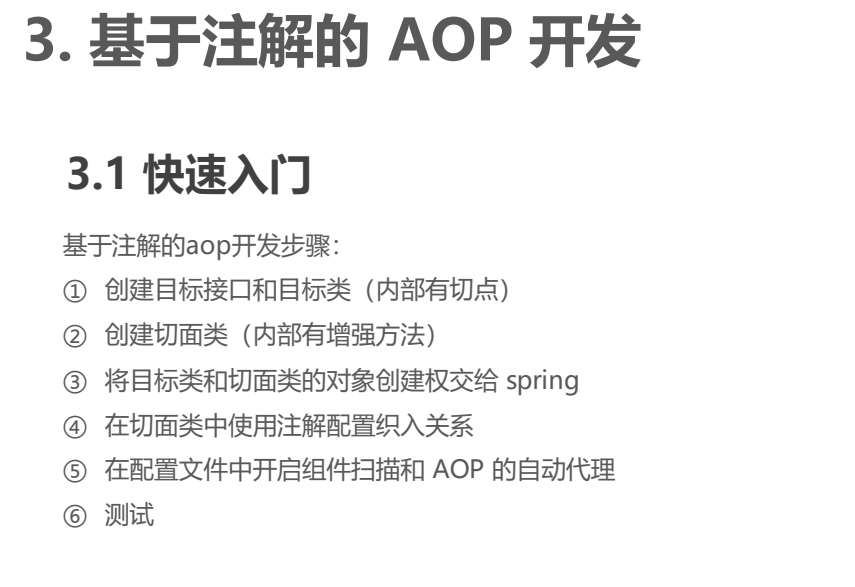 3. 基于注解的 AOP 开发
3.1 快速入门
基于注解的aop开发步骤：
① 创建目标接口和目标类（内部有切点）
② 创建切面类（内部有增强方法）
③ 将目标类和切面类的对象创建权交给 spring
④ 在切面类中使用注解配置织入关系
⑤ 在配置文件中开启组件扫描和 AOP 的自动代理
⑥ 测试